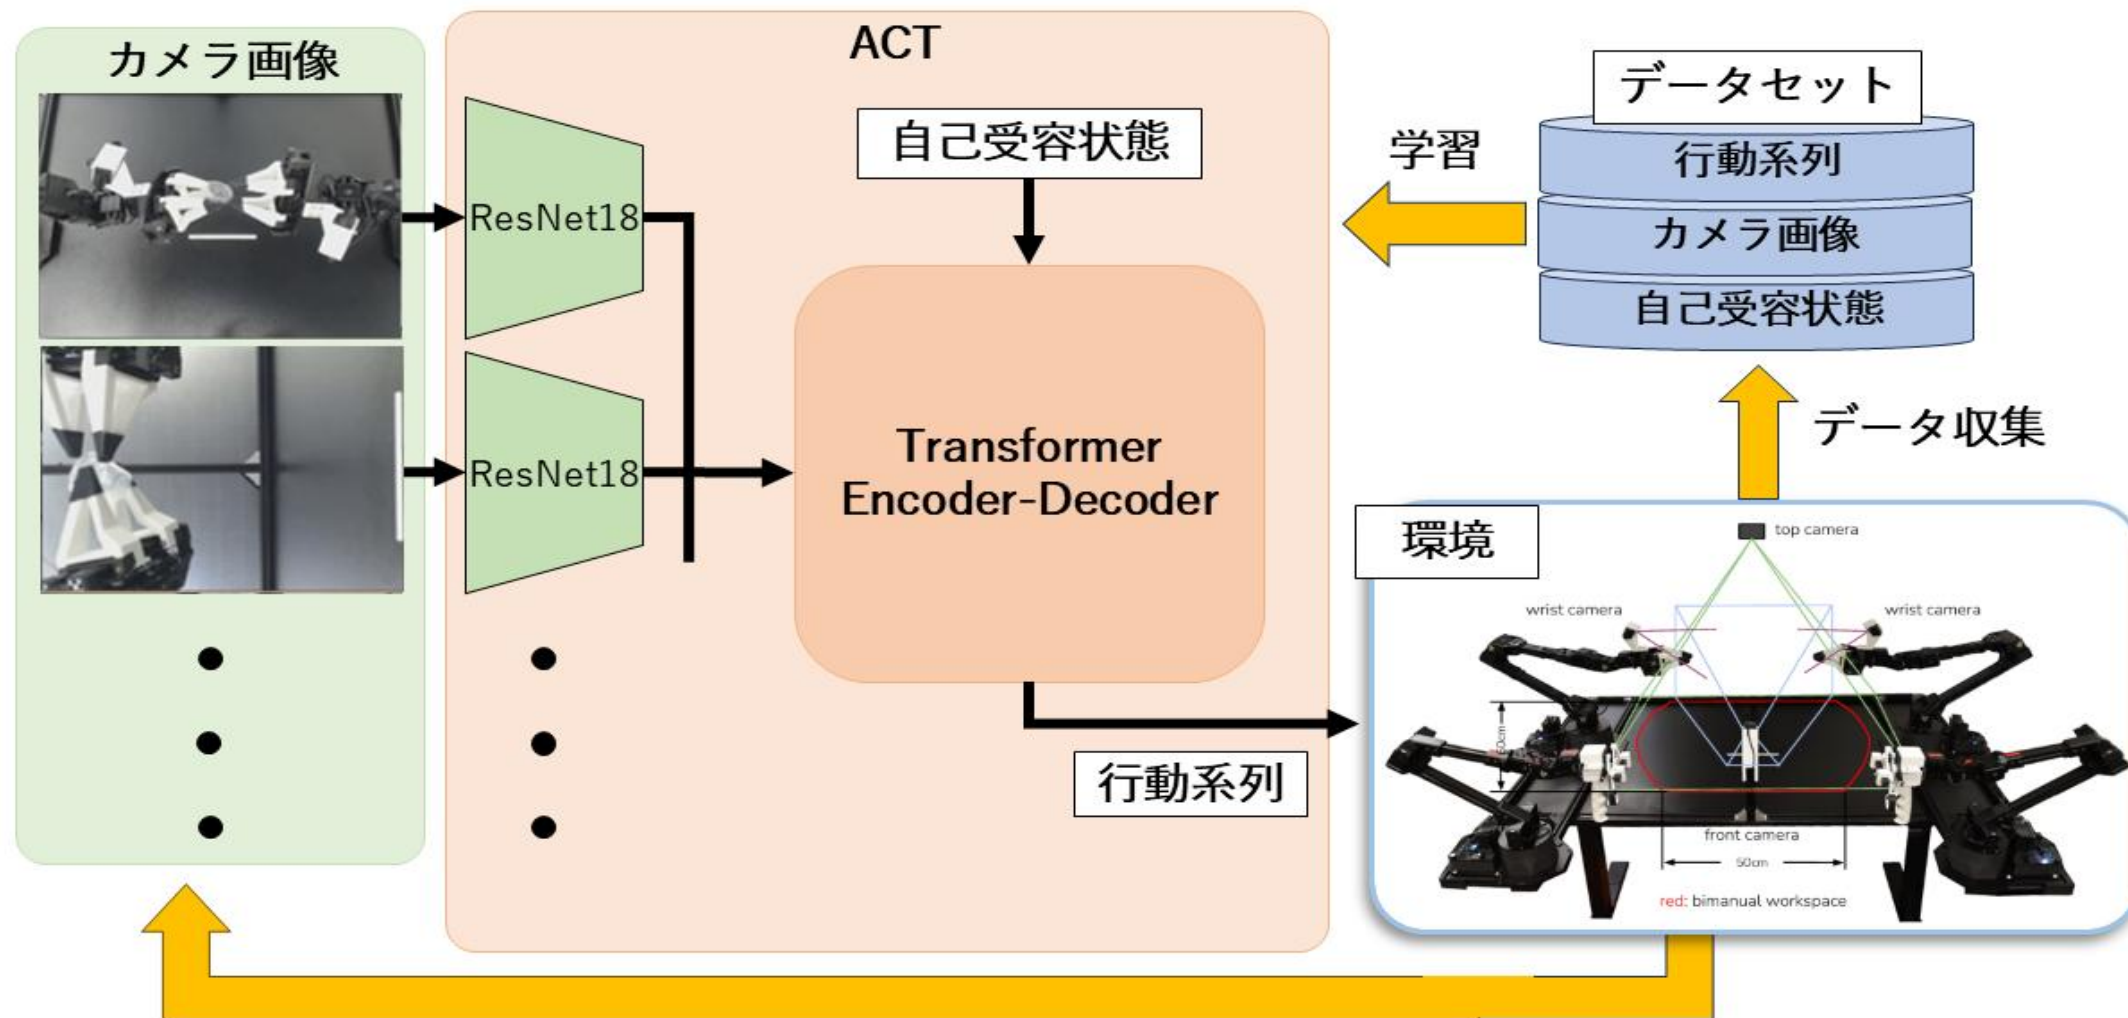 カメラ画像
ACT
データセット
自己受容状態
学習
行動系列
カメラ画像
自己受容状態
ResNet18
ResNet18
Transformer
Encoder-Decoder
データ収集
環境
top camera
wrist camera
wrist camera
60cm
front camera
50cm
red: bimanual workspace
行動系列